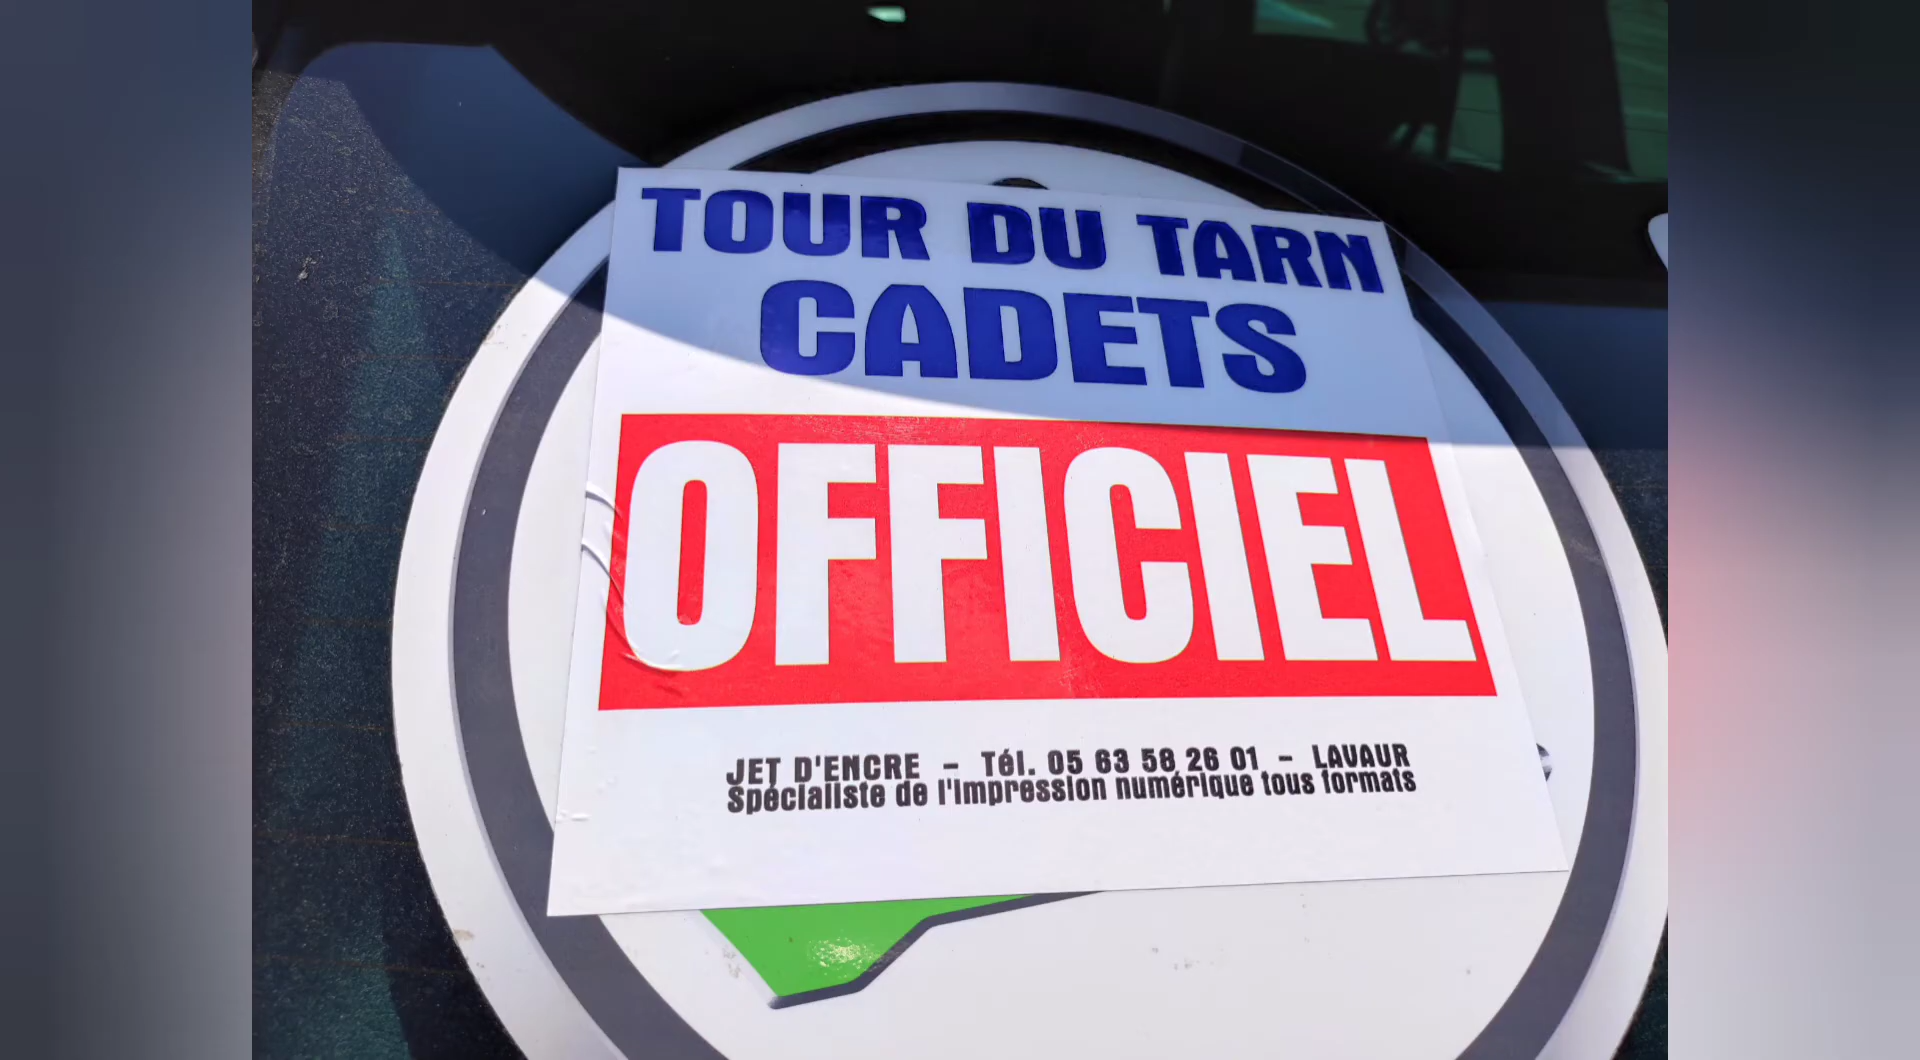 TOUR DU TARN
CADETS
OFFICIEL
JET D'ENCRE - Tél. 05 63 58 26 01 - LAVAUR
Spécialiste de l'impression numérique tous formats